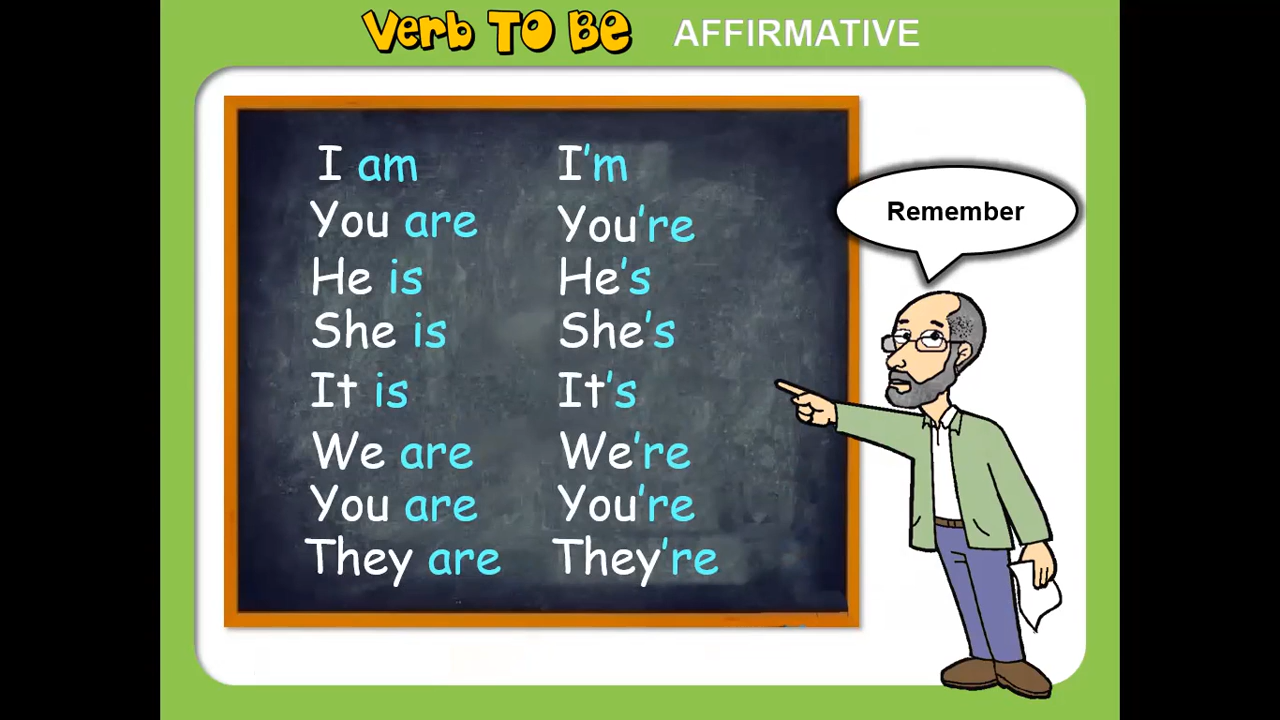 Verb TO BE AFFIRMATIVE
I am I'm
You are You're
He is He's
She is She's
It is It's
We are We're
You are You're
They are They're
Remember